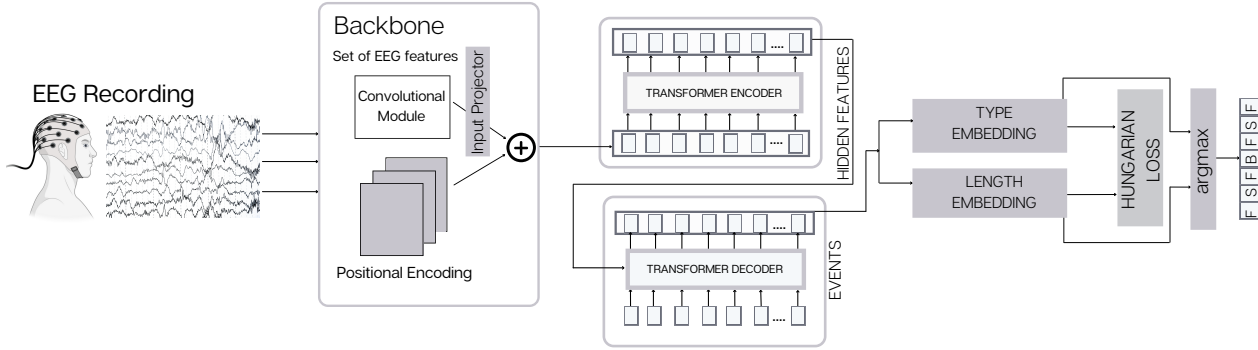 EEG Recording
Backbone
Set of EEG features
Convolutional
Module
Input Projector
+
Positional Encoding
....
TRANSFORMER ENCODER
....
HIDDEN FEATURES
....
TRANSFORMER DECODER
....
EVENTS
TYPE
EMBEDDING
LENGTH
EMBEDDING
HUNGARIAN
LOSS
argmax
F S F B F S F